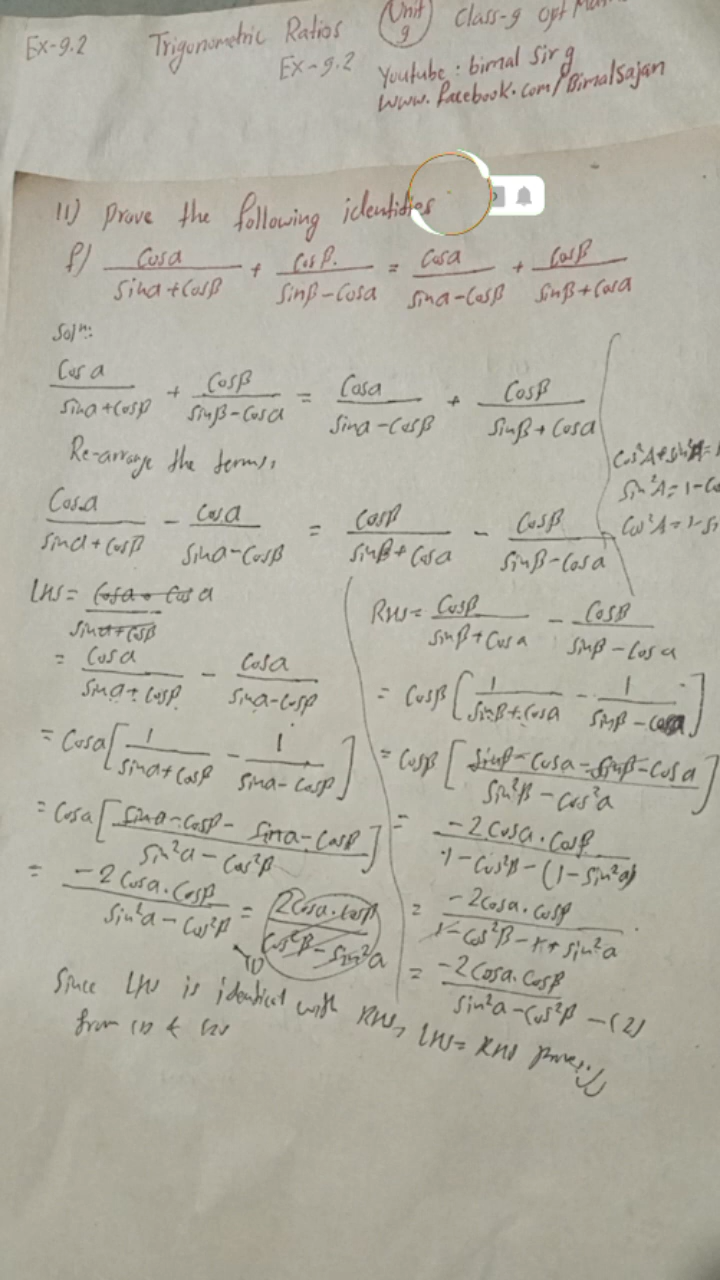 Ex-9.2 Trigonometric Ratios Unit 9 Class-9 Opt
Ex-9.2 Youtube: bimal Sir g
www.facebook.com/BimalSajan
11) Prove the following identities
f) Cosα/(Sinα+Cosβ) + Cosβ/(Sinβ-Cosα) = Cosα/(Sinα-Cosβ) + Cosβ/(Sinβ+Cosα)
Solⁿ:
Cosα/(Sinα+Cosβ) + Cosβ/(Sinβ-Cosα) = Cosα/(Sinα-Cosβ) + Cosβ/(Sinβ+Cosα)
Re-arrange the terms,
Cosα/(Sinα+Cosβ) - Cosα/(Sinα-Cosβ) = Cosβ/(Sinβ+Cosα) - Cosβ/(Sinβ-Cosα)
Sin²A=1-Co
Cos²A=1-Si
LHS=
= Cosα/(Sinα+Cosβ) - Cosα/(Sinα-Cosβ)
= Cosα[1/(Sinα+Cosβ) - 1/(Sinα-Cosβ)]
= Cosα[(Sinα-Cosβ-Sinα-Cosβ)/(Sin²α-Cos²β)]
= -2Cosα.Cosβ/(Sin²α-Cos²β) = 2Cosα.Cosβ/(Cos²β-Sin²α)
(1)
RHS= Cosβ/(Sinβ+Cosα) - Cosβ/(Sinβ-Cosα)
= Cosβ[1/(Sinβ+Cosα) - 1/(Sinβ-Cosα)]
= Cosβ[(Sinβ-Cosα-Sinβ-Cosα)/(Sin²β-Cos²α)]
= -2Cosα.Cosβ/(1-Cos²β-(1-Sin²α))
= -2Cosα.Cosβ/(1-Cos²β-1+Sin²α)
= -2Cosα.Cosβ/(Sin²α-Cos²β) -(2)
Since LHS is identical with RHS, LHS=RHS
from (1) & (2)